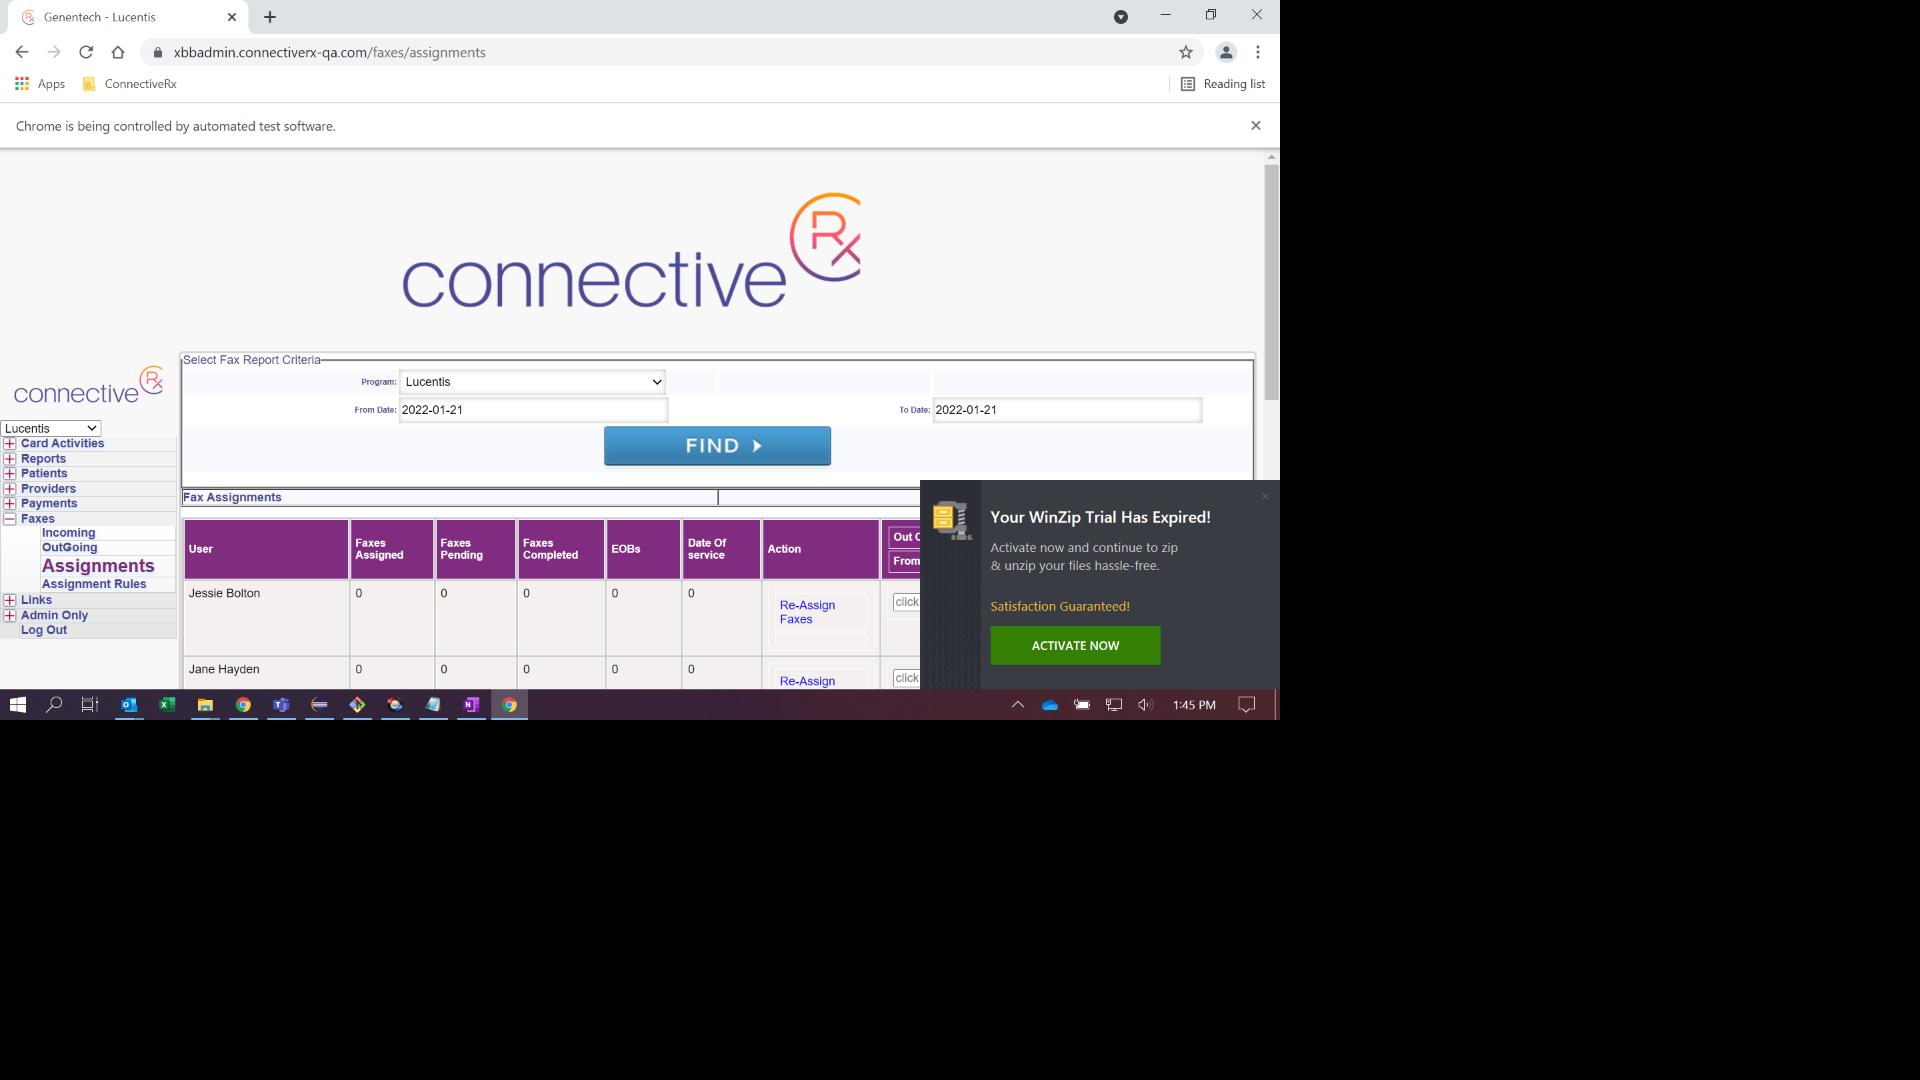 Genentech - Lucentis
xbbadmin.connectiverx-qa.com/faxes/assignments
Apps
ConnectiveRx
Reading list
Chrome is being controlled by automated test software.
connective Rx
Select Fax Report Criteria
Program: Lucentis
From Date: 2022-01-21
To Date: 2022-01-21
FIND
connective Rx
Lucentis
Card Activities
Reports
Patients
Providers
Payments
Faxes
Incoming
OutGoing
Assignments
Assignment Rules
Links
Admin Only
Log Out
Fax Assignments
User Faxes Assigned Faxes Pending Faxes Completed EOBs Date Of service Action Out
From
Jessie Bolton 0 0 0 0 0 Re-Assign Faxes click
Jane Hayden 0 0 0 0 0 Re-Assign click
Your WinZip Trial Has Expired!
Activate now and continue to zip
& unzip your files hassle-free.
Satisfaction Guaranteed!
ACTIVATE NOW
1:45 PM